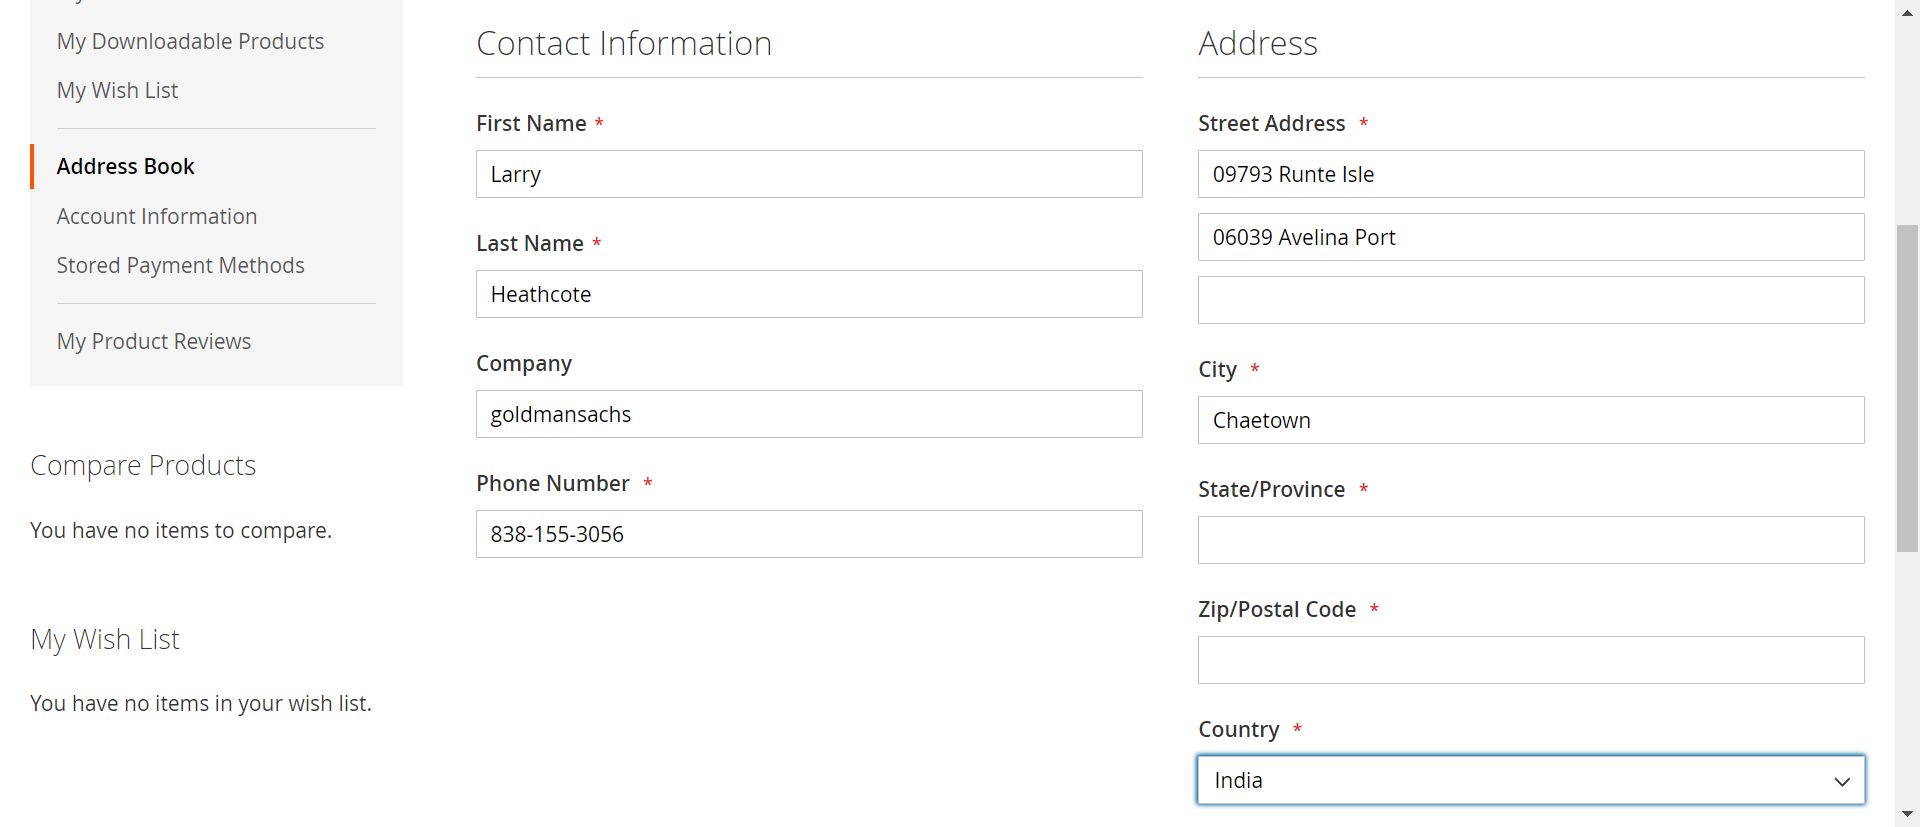 My Downloadable Products
My Wish List
Address Book
Account Information
Stored Payment Methods
My Product Reviews
Compare Products
You have no items to compare.
My Wish List
You have no items in your wish list.
Contact Information
First Name *
Larry
Last Name *
Heathcote
Company
goldmansachs
Phone Number *
838-155-3056
Address
Street Address *
09793 Runte Isle
06039 Avelina Port
City *
Chaetown
State/Province *
Zip/Postal Code *
Country *
India